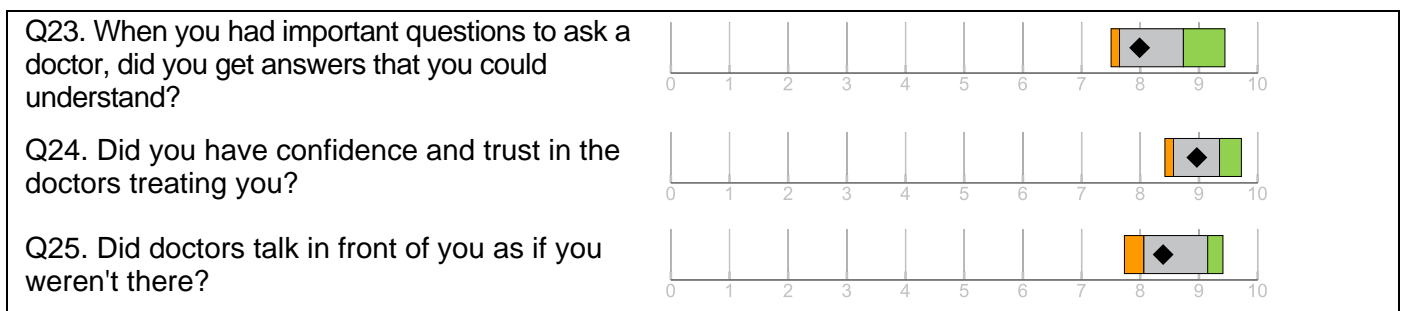 Q23. When you had important questions to ask a
doctor, did you get answers that you could
understand?
0 1 2 3 4 5 6 7 8 9 10
Q24. Did you have confidence and trust in the
doctors treating you?
0 1 2 3 4 5 6 7 8 9 10
Q25. Did doctors talk in front of you as if you
weren't there?
0 1 2 3 4 5 6 7 8 9 10